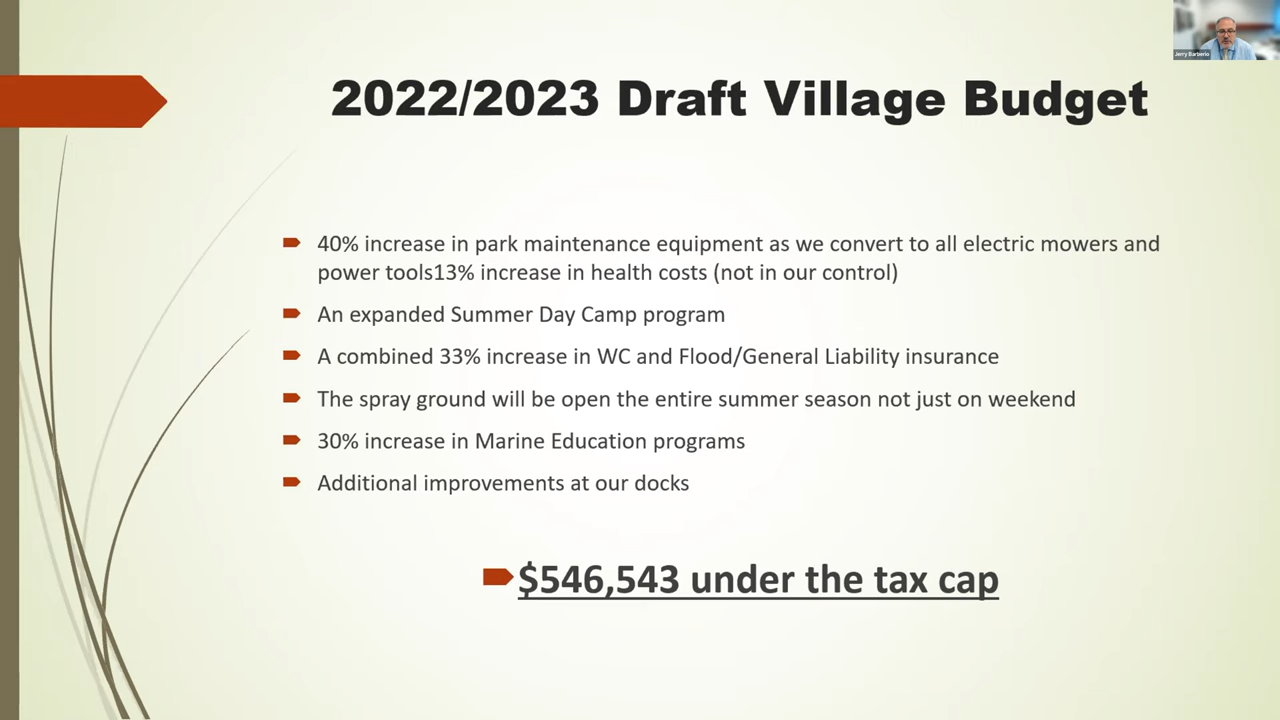 Jerry Barberio
2022/2023 Draft Village Budget
40% increase in park maintenance equipment as we convert to all electric mowers and
power tools13% increase in health costs (not in our control)
An expanded Summer Day Camp program
A combined 33% increase in WC and Flood/General Liability insurance
The spray ground will be open the entire summer season not just on weekend
30% increase in Marine Education programs
Additional improvements at our docks
$546,543 under the tax cap